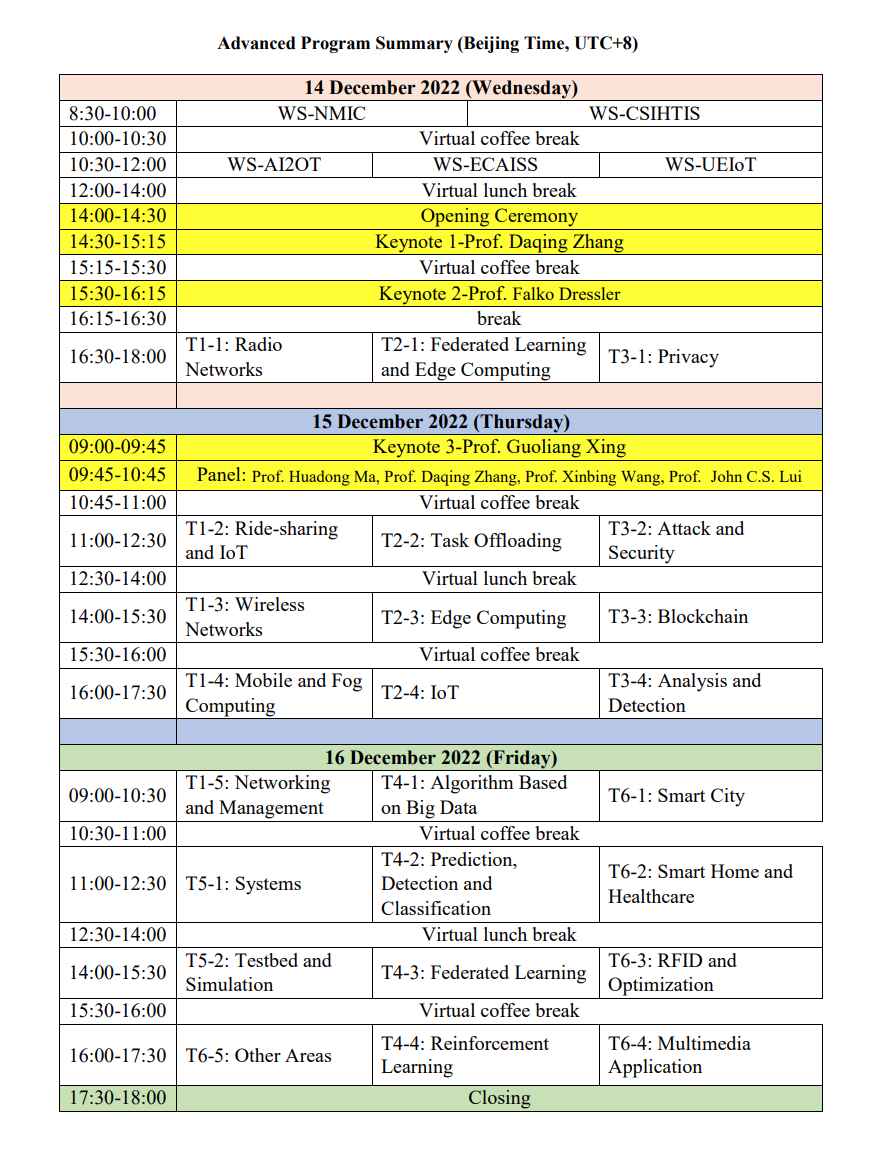 Advanced Program Summary (Beijing Time, UTC+8)
14 December 2022 (Wednesday)
8:30-10:00 WS-NMIC WS-CSIHTIS
10:00-10:30 Virtual coffee break
10:30-12:00 WS-AI2OT WS-ECAISS WS-UEIoT
12:00-14:00 Virtual lunch break
14:00-14:30 Opening Ceremony
14:30-15:15 Keynote 1-Prof. Daqing Zhang
15:15-15:30 Virtual coffee break
15:30-16:15 Keynote 2-Prof. Falko Dressler
16:15-16:30 break
16:30-18:00
T1-1: Radio
Networks
T2-1: Federated Learning
and Edge Computing
T3-1: Privacy
15 December 2022 (Thursday)
09:00-09:45 Keynote 3-Prof. Guoliang Xing
09:45-10:45 Panel: Prof. Huadong Ma, Prof. Daqing Zhang, Prof. Xinbing Wang, Prof. John C.S. Lui
10:45-11:00 Virtual coffee break
11:00-12:30
T1-2: Ride-sharing
and IoT
T2-2: Task Offloading
T3-2: Attack and
Security
12:30-14:00 Virtual lunch break
14:00-15:30
T1-3: Wireless
Networks
T2-3: Edge Computing
T3-3: Blockchain
15:30-16:00 Virtual coffee break
16:00-17:30
T1-4: Mobile and Fog
Computing
T2-4: IoT
T3-4: Analysis and
Detection
16 December 2022 (Friday)
09:00-10:30
T1-5: Networking
and Management
T4-1: Algorithm Based
on Big Data
T6-1: Smart City
10:30-11:00 Virtual coffee break
11:00-12:30
T5-1: Systems
T4-2: Prediction,
Detection and
Classification
T6-2: Smart Home and
Healthcare
12:30-14:00 Virtual lunch break
14:00-15:30
T5-2: Testbed and
Simulation
T4-3: Federated Learning
T6-3: RFID and
Optimization
15:30-16:00 Virtual coffee break
16:00-17:30
T6-5: Other Areas
T4-4: Reinforcement
Learning
T6-4: Multimedia
Application
17:30-18:00 Closing